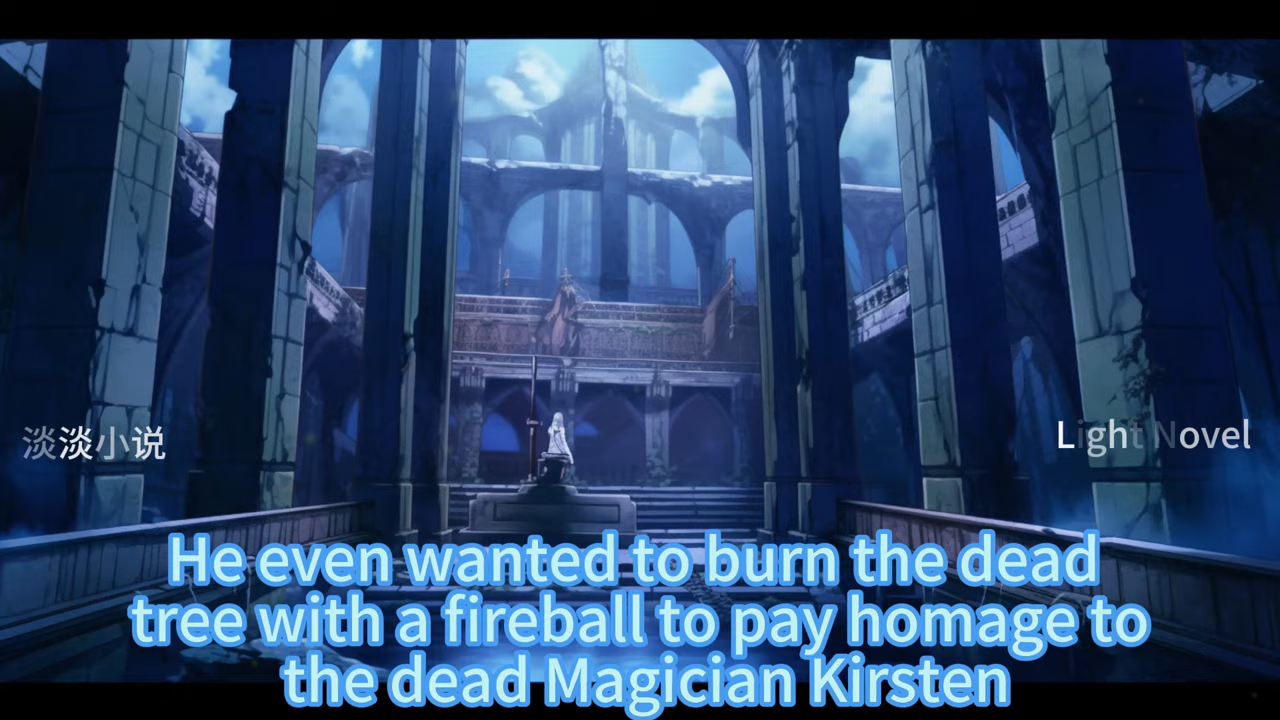 淡淡小说
Light Novel
He even wanted to burn the dead
tree with a fireball to pay homage to
the dead Magician Kirsten